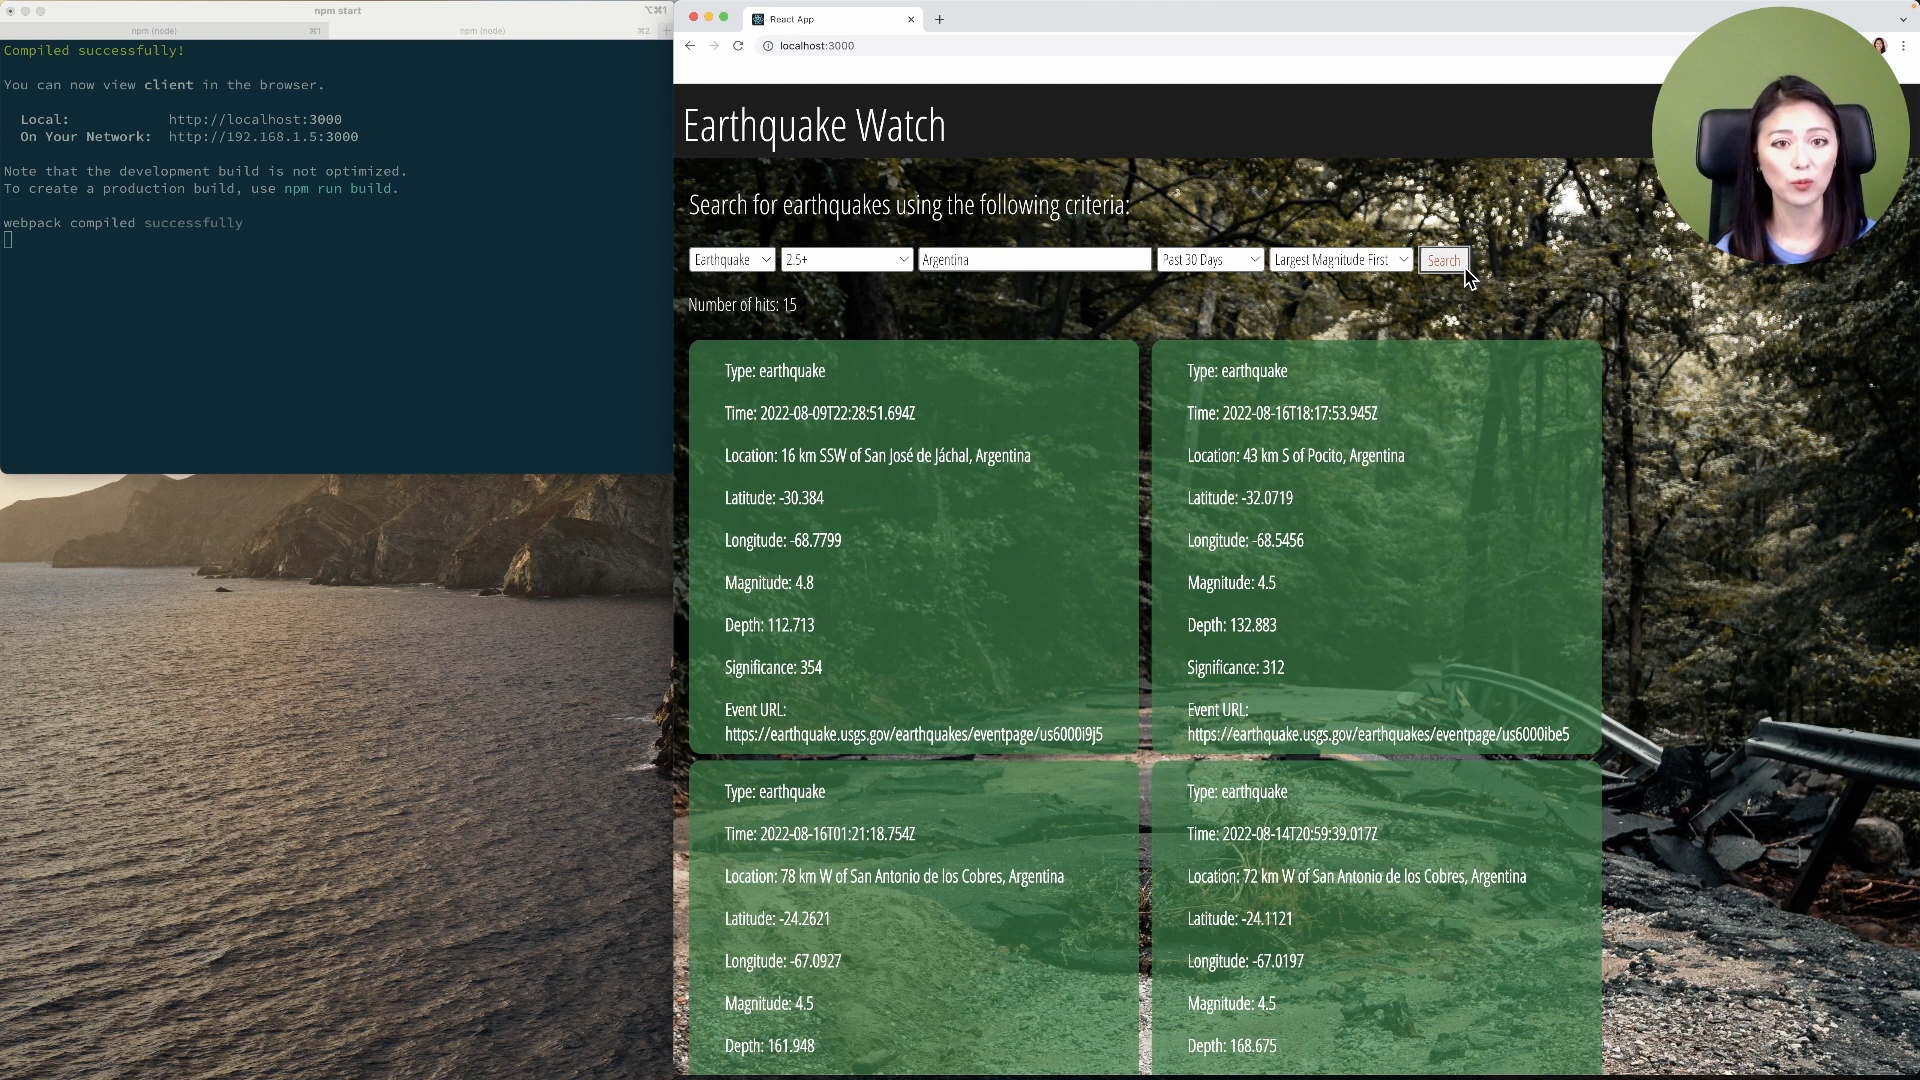 npm start
⌥⌘1
npm (node)
⌘1
npm (node)
⌘2
Compiled successfully!
You can now view client in the browser.
Local: http://localhost:3000
On Your Network: http://192.168.1.5:3000
Note that the development build is not optimized.
To create a production build, use npm run build.
webpack compiled successfully
React App
localhost:3000
Earthquake Watch
Search for earthquakes using the following criteria:
Earthquake
2.5+
Argentina
Past 30 Days
Largest Magnitude First
Search
Number of hits: 15
Type: earthquake
Time: 2022-08-09T22:28:51.694Z
Location: 16 km SSW of San José de Jáchal, Argentina
Latitude: -30.384
Longitude: -68.7799
Magnitude: 4.8
Depth: 112.713
Significance: 354
Event URL:
https://earthquake.usgs.gov/earthquakes/eventpage/us6000i9j5
Type: earthquake
Time: 2022-08-16T18:17:53.945Z
Location: 43 km S of Pocito, Argentina
Latitude: -32.0719
Longitude: -68.5456
Magnitude: 4.5
Depth: 132.883
Significance: 312
Event URL:
https://earthquake.usgs.gov/earthquakes/eventpage/us6000ibe5
Type: earthquake
Time: 2022-08-16T01:21:18.754Z
Location: 78 km W of San Antonio de los Cobres, Argentina
Latitude: -24.2621
Longitude: -67.0927
Magnitude: 4.5
Depth: 161.948
Type: earthquake
Time: 2022-08-14T20:59:39.017Z
Location: 72 km W of San Antonio de los Cobres, Argentina
Latitude: -24.1121
Longitude: -67.0197
Magnitude: 4.5
Depth: 168.675